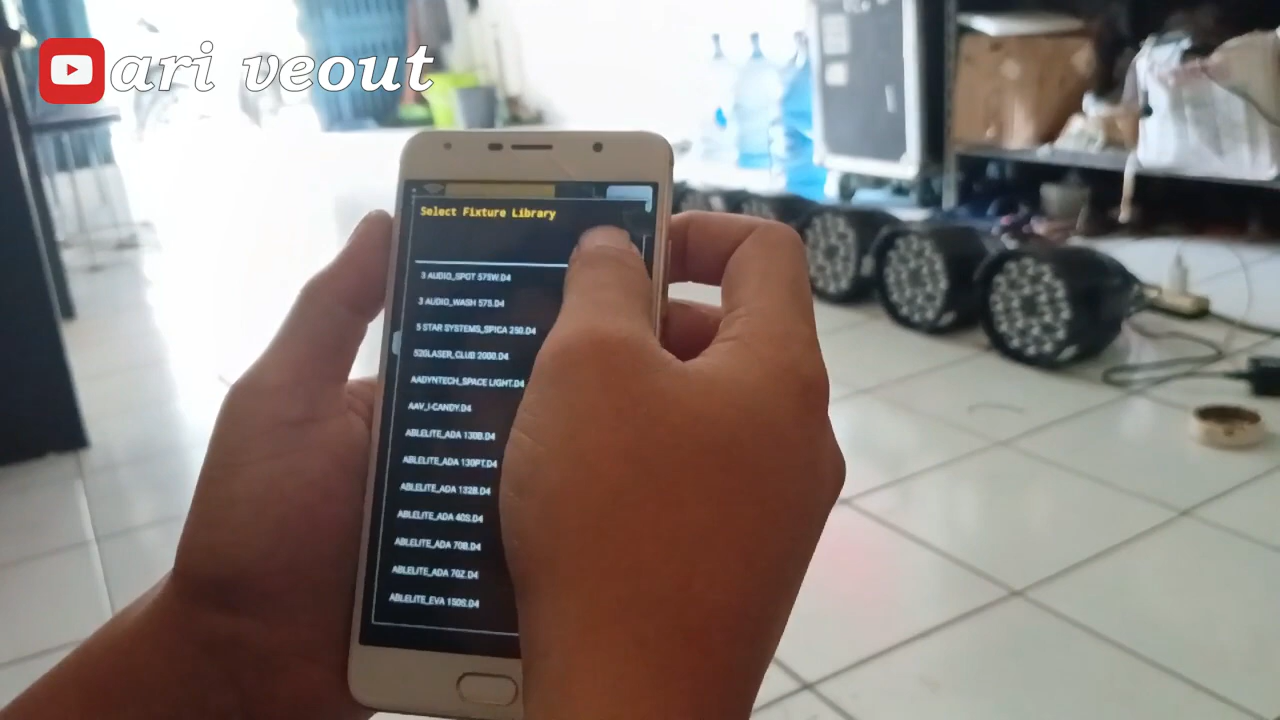 ari veout
Select Fixture Library
3 AUDIO_SPOT 575W.D4
3 AUDIO_WASH 575.D4
5 STAR SYSTEMS_SPICA 250.D4
520LASER_CLUB 2000.D4
AADYNTECH_SPACE LIGHT.D4
AAV_I-CANDY.D4
ABLELITE_ADA 130B.D4
ABLELITE_ADA 130PT.D4
ABLELITE_ADA 132B.D4
ABLELITE_ADA 40S.D4
ABLELITE_ADA 70B.D4
ABLELITE_ADA 70Z.D4
ABLELITE_EVA 150S.D4